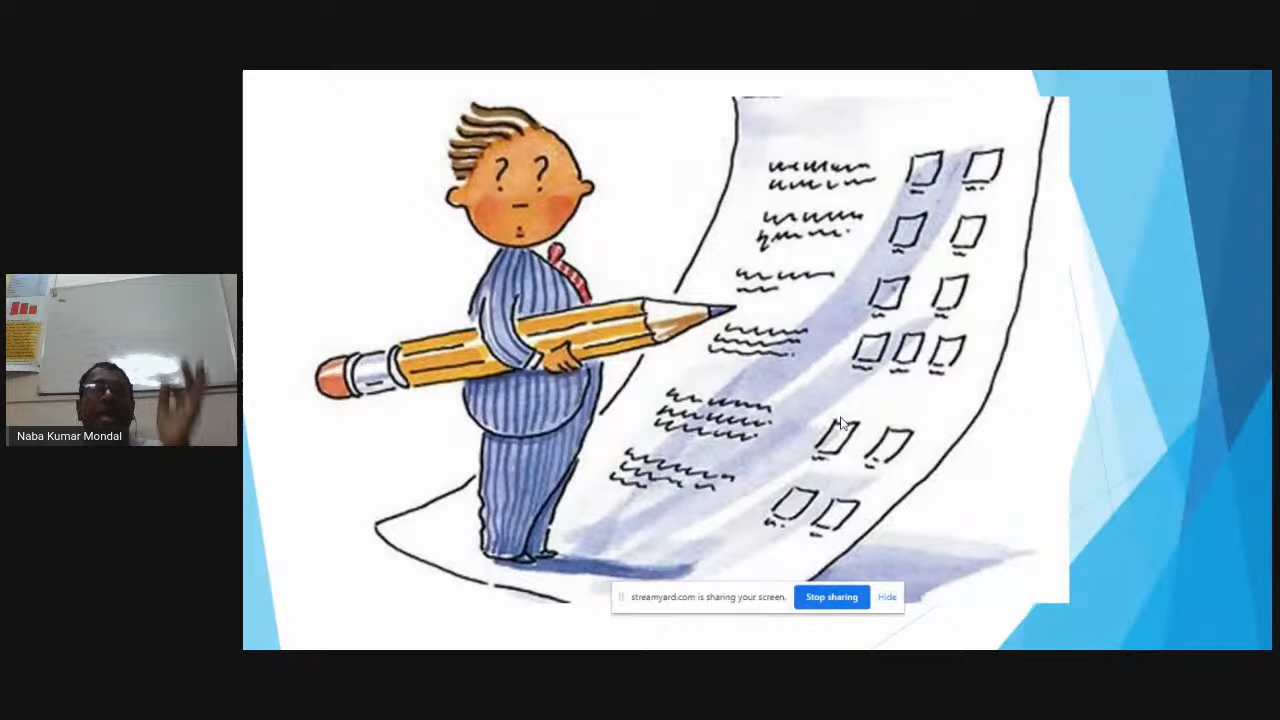 ? ?
Naba Kumar Mondal
streamyard.com is sharing your screen.
Stop sharing
Hide